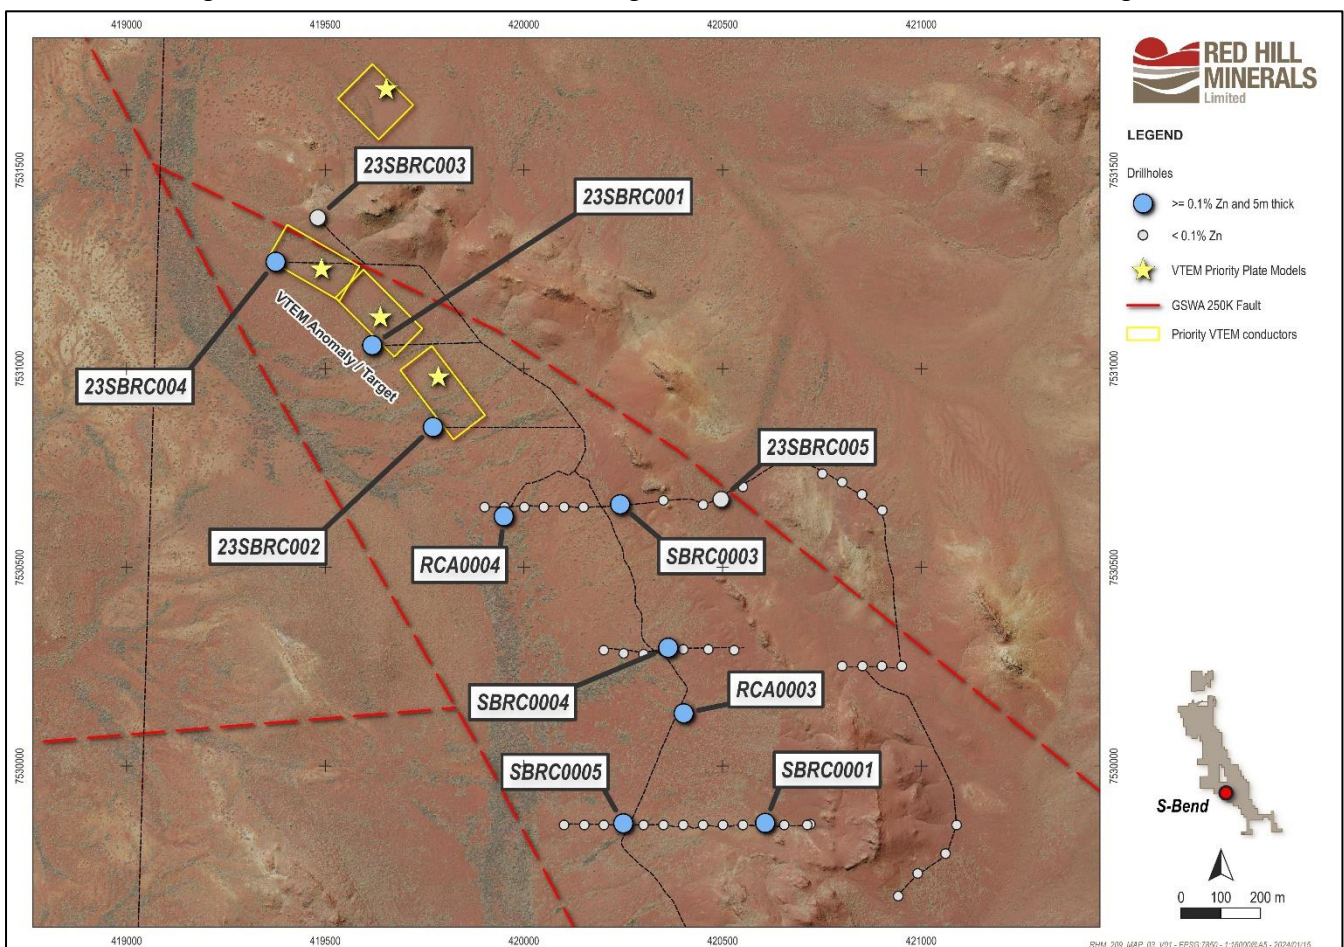 419000 419500 420000 420500 421000
RED HILL
MINERALS
Limited
LEGEND
Drillholes
>= 0.1% Zn and 5m thick
< 0.1% Zn
VTEM Priority Plate Models
GSWA 250K Fault
Priority VTEM conductors
7531500
7531500
23SBRC003
23SBRC001
VTEM Anomaly / Target
7531000
7531000
23SBRC004
23SBRC005
23SBRC002
RCA0004
SBRC0003
7530500
7530500
SBRC0004
RCA0003
SBRC0005
SBRC0001
7530000
7530000
S-Bend
0 100 200 m
419000 419500 420000 420500 421000